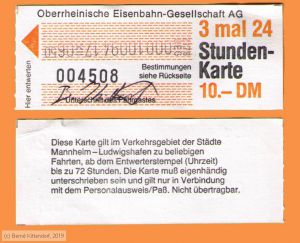 Oberrheinische Eisenbahn-Gesellschaft AG
Hier entwerten
3 mal 24
Stunden-
Karte
10.– DM
004508
Bestimmungen
siehe Rückseite
Unterschrift des Fahrgastes
Diese Karte gilt im Verkehrsgebiet der Städte
Mannheim–Ludwigshafen zu beliebigen
Fahrten, ab dem Entwerterstempel (Uhrzeit)
bis zu 72 Stunden. Die Karte muß eigenhändig
unterschrieben sein und gilt nur in Verbindung
mit dem Personalausweis/Paß. Nicht übertragbar.
(c) Bernd Kittendorf, 2019